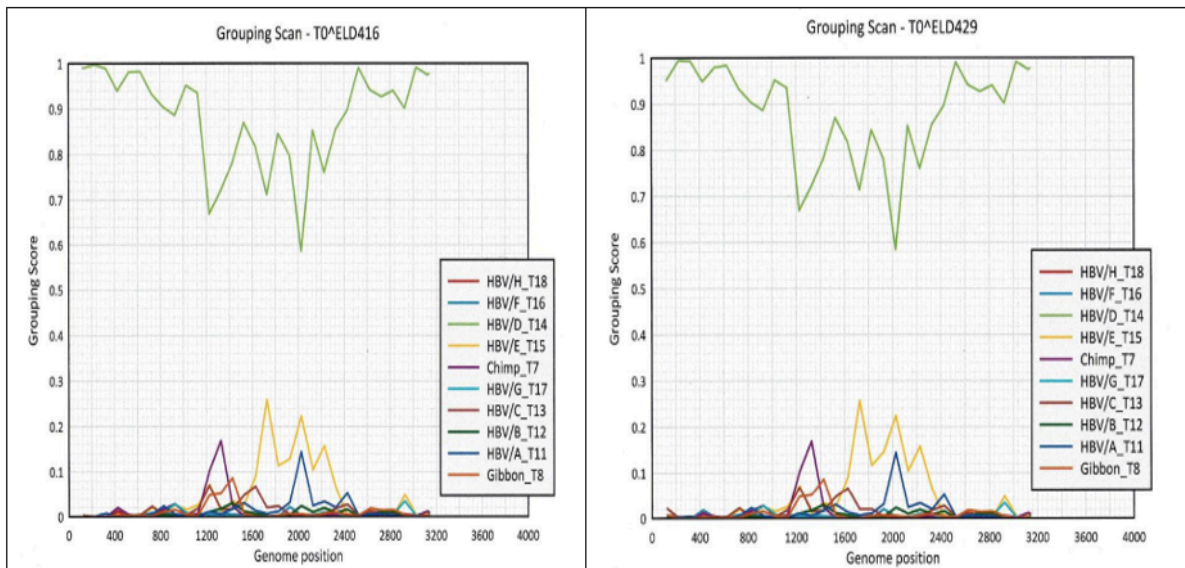 Grouping Scan - T0^ELD416
Grouping Score
1
0.9
0.8
0.7
0.6
0.5
0.4
0.3
0.2
0.1
0
HBV/H_T18
HBV/F_T16
HBV/D_T14
HBV/E_T15
Chimp_T7
HBV/G_T17
HBV/C_T13
HBV/B_T12
HBV/A_T11
Gibbon_T8
0 400 800 1200 1600 2000 2400 2800 3200 3600 4000
Genome position
Grouping Scan - T0^ELD429
Grouping Score
1
0.9
0.8
0.7
0.6
0.5
0.4
0.3
0.2
0.1
0
HBV/H_T18
HBV/F_T16
HBV/D_T14
HBV/E_T15
Chimp_T7
HBV/G_T17
HBV/C_T13
HBV/B_T12
HBV/A_T11
Gibbon_T8
0 400 800 1200 1600 2000 2400 2800 3200 3600 4000
Genome position